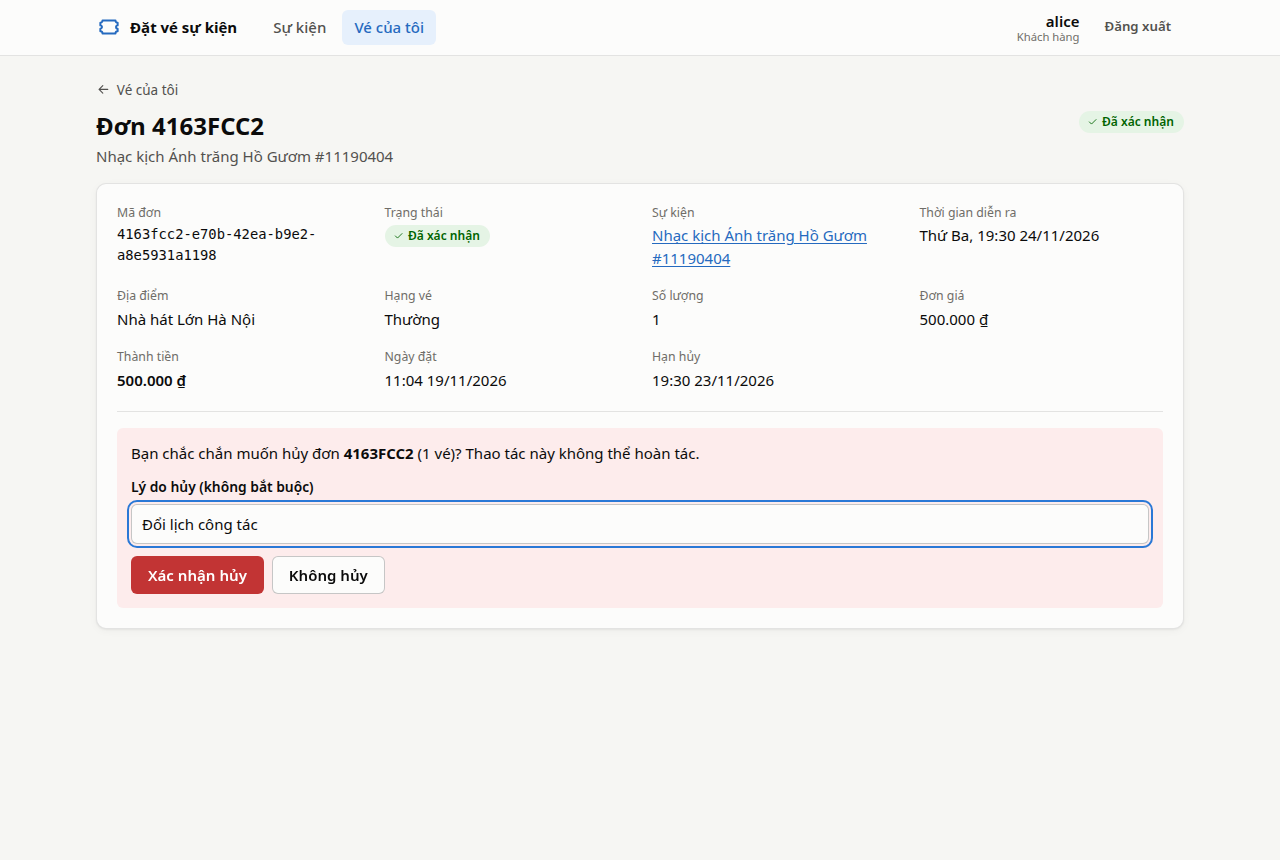 Đặt vé sự kiện
Sự kiện
Vé của tôi
alice
Khách hàng
Đăng xuất
← Vé của tôi
Đơn 4163FCC2
Đã xác nhận
Nhạc kịch Ánh trăng Hồ Gươm #11190404
Mã đơn
4163fcc2-e70b-42ea-b9e2-
a8e5931a1198
Trạng thái
Đã xác nhận
Sự kiện
Nhạc kịch Ánh trăng Hồ Gươm
#11190404
Thời gian diễn ra
Thứ Ba, 19:30 24/11/2026
Địa điểm
Nhà hát Lớn Hà Nội
Hạng vé
Thường
Số lượng
1
Đơn giá
500.000 ₫
Thành tiền
500.000 ₫
Ngày đặt
11:04 19/11/2026
Hạn hủy
19:30 23/11/2026
Bạn chắc chắn muốn hủy đơn 4163FCC2 (1 vé)? Thao tác này không thể hoàn tác.
Lý do hủy (không bắt buộc)
Đổi lịch công tác
Xác nhận hủy
Không hủy